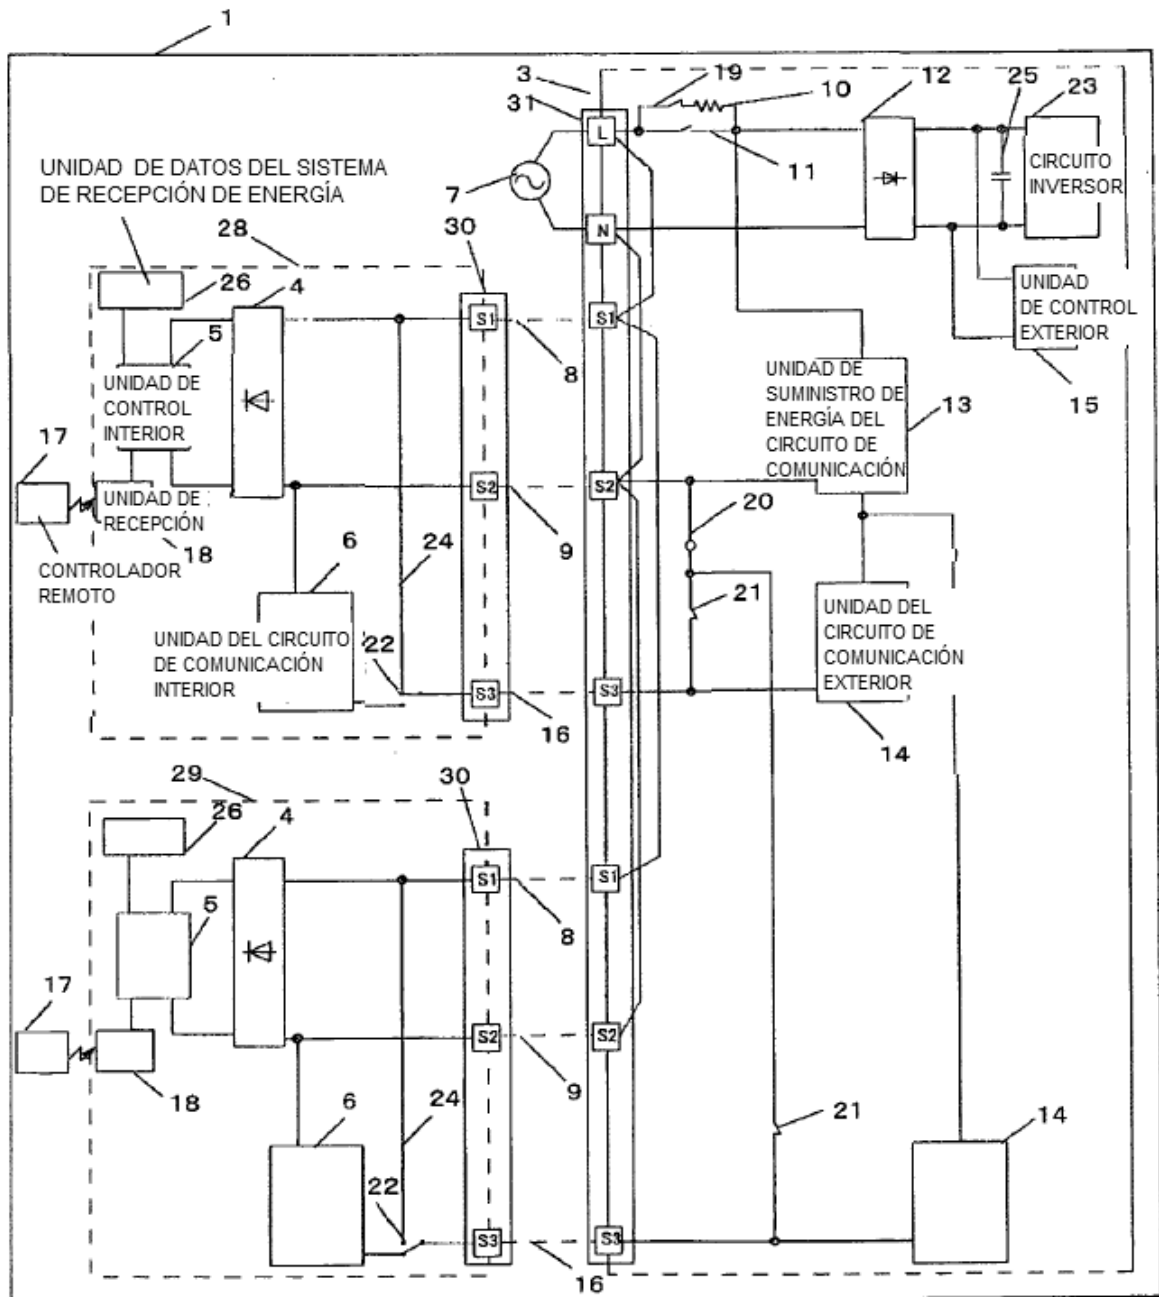 1
3
19
10
12
25
23
31
L
11
CIRCUITO
INVERSOR
7
N
UNIDAD DE DATOS DEL SISTEMA
DE RECEPCIÓN DE ENERGÍA
28
30
26
4
5
S1
8
S1
UNIDAD
DE CONTROL
EXTERIOR
15
UNIDAD DE
CONTROL
INTERIOR
UNIDAD DE
SUMINISTRO DE
ENERGÍA DEL
CIRCUITO DE
COMUNICACIÓN
13
17
UNIDAD DE
RECEPCIÓN
18
CONTROLADOR
REMOTO
S2
9
S2
20
6
24
21
UNIDAD DEL CIRCUITO
DE COMUNICACIÓN
INTERIOR
22
UNIDAD DEL
CIRCUITO DE
COMUNICACIÓN
EXTERIOR
14
S3
16
S3
29
30
26
4
5
S1
8
S1
17
18
S2
9
S2
6
24
22
21
14
S3
16
S3